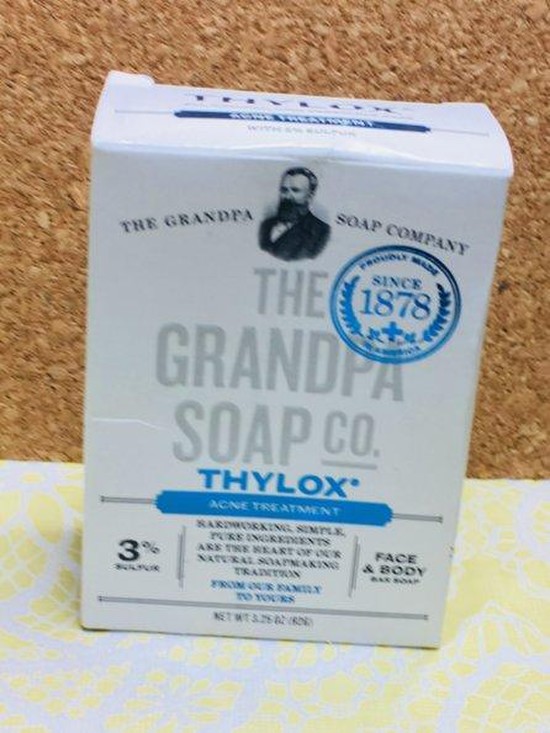 THYLOX
ACNE TREATMENT
WITH 3% SULFUR
THE GRANDPA SOAP COMPANY
PROUDLY MADE
SINCE
1878
IN AMERICA
THE
GRANDPA
SOAP CO.
THYLOX®
ACNE TREATMENT
3%
SULFUR
HARDWORKING, SIMPLE,
PURE INGREDIENTS
ARE THE HEART OF OUR
NATURAL SOAPMAKING
TRADITION
FROM OUR FAMILY
TO YOURS
FACE
& BODY
BAR SOAP
NET WT 3.25 OZ (92G)